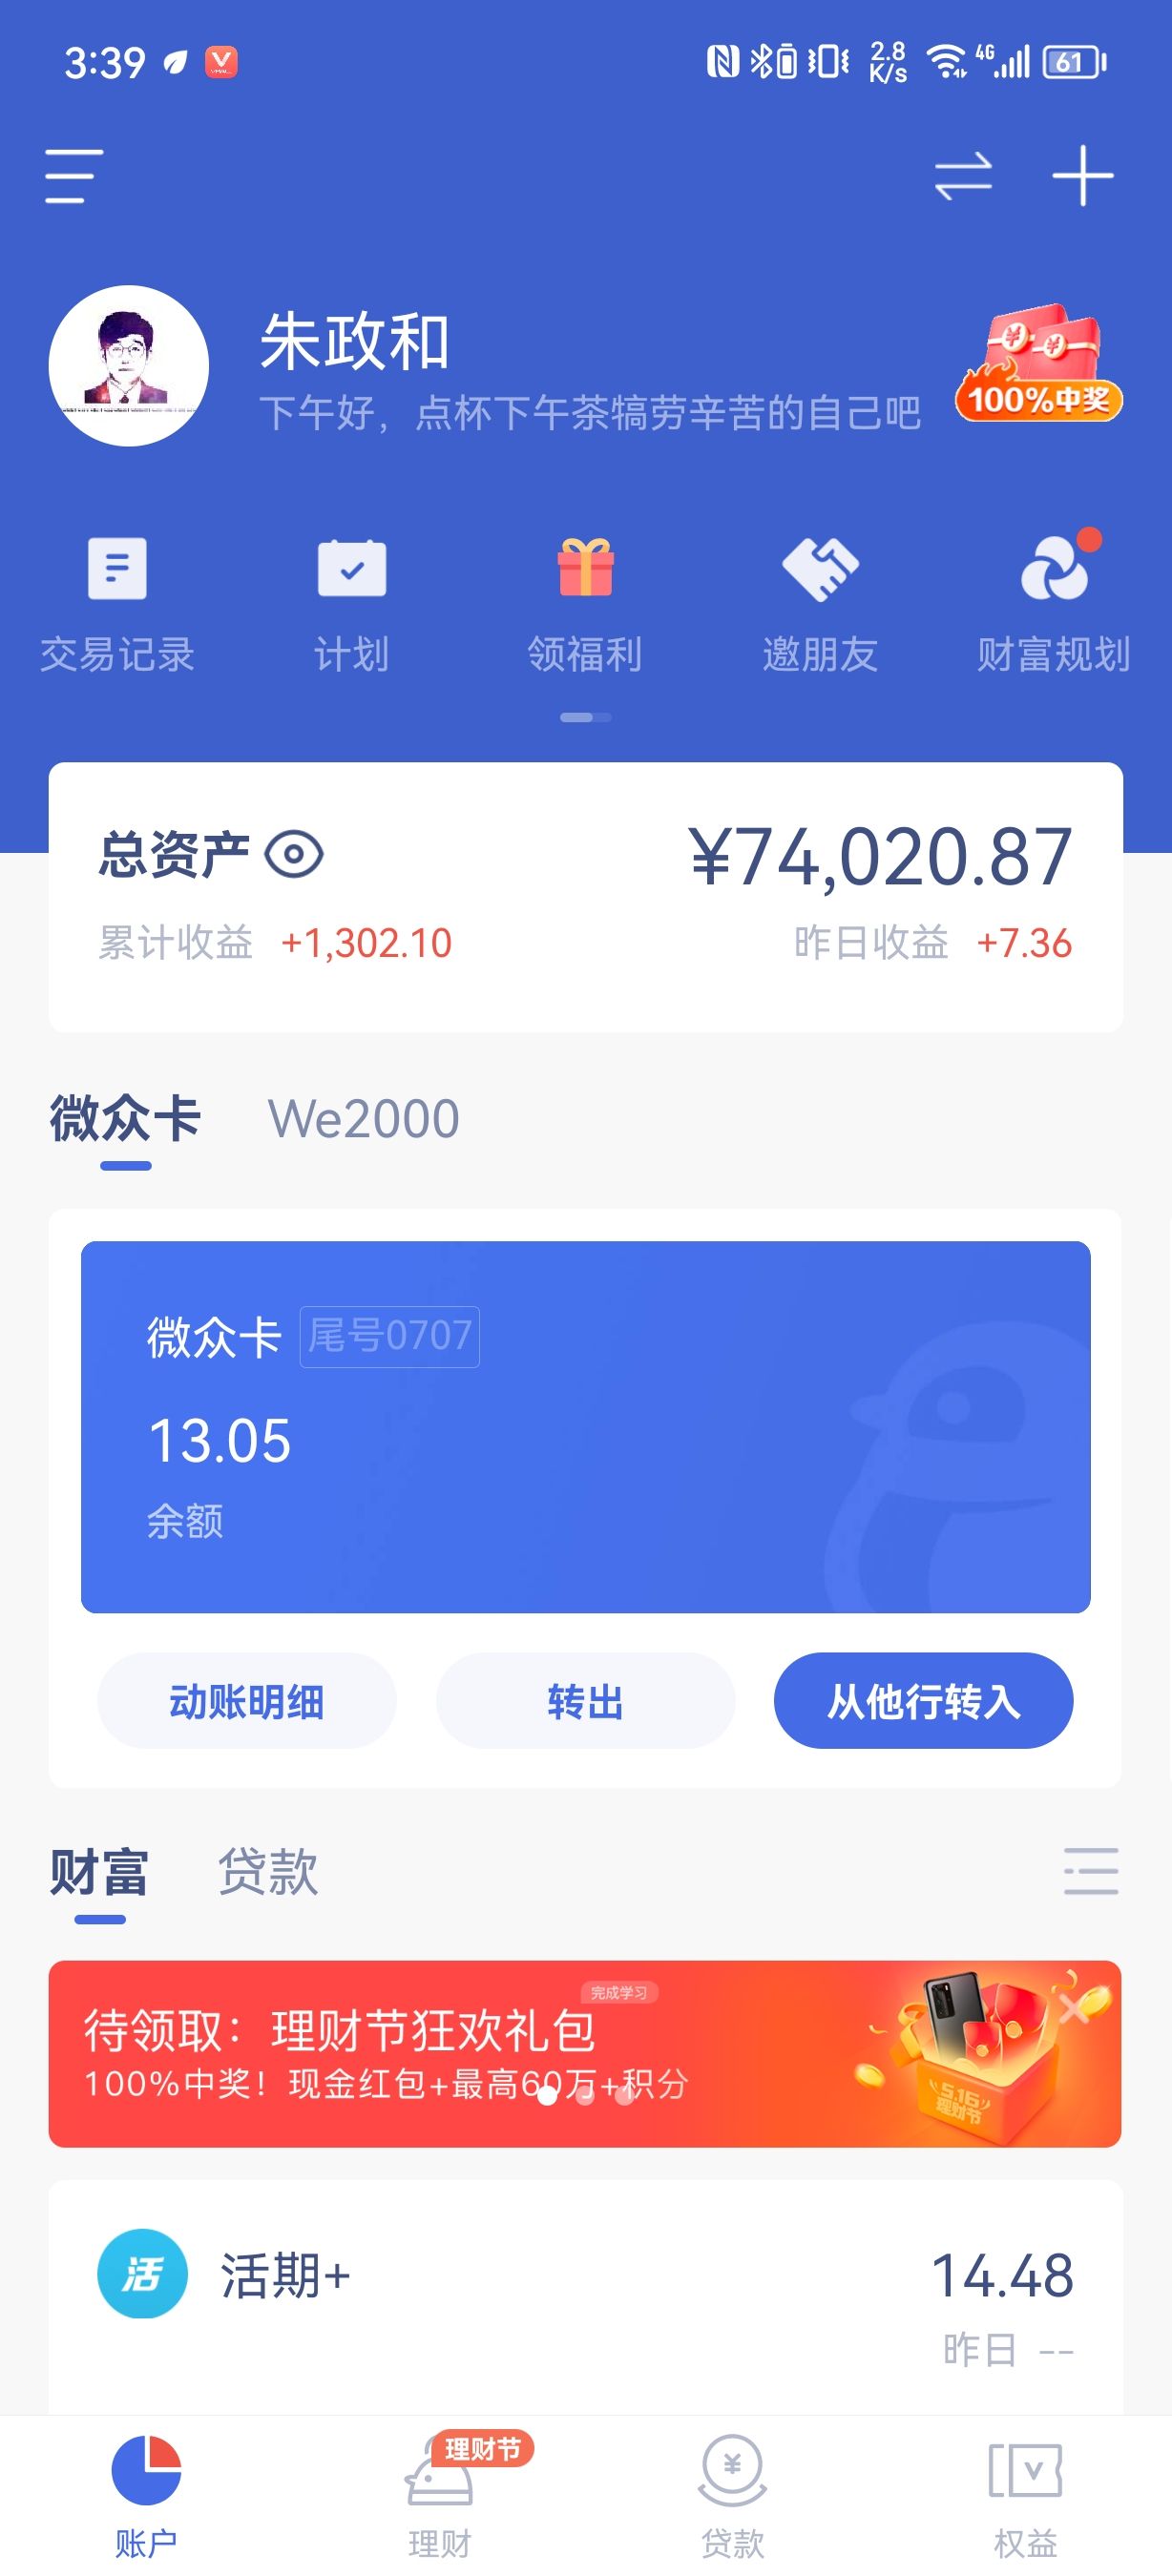 3:39
2.8
K/s
4G
61
朱政和
下午好，点杯下午茶犒劳辛苦的自己吧
100%中奖
交易记录
计划
领福利
邀朋友
财富规划
总资产
¥74,020.87
累计收益 +1,302.10
昨日收益 +7.36
微众卡
We2000
微众卡 尾号0707
13.05
余额
动账明细
转出
从他行转入
财富
贷款
完成学习
待领取：理财节狂欢礼包
100%中奖！现金红包+最高60万+积分
5.16
理财节
活
活期+
14.48
昨日 --
理财节
账户
理财
贷款
权益